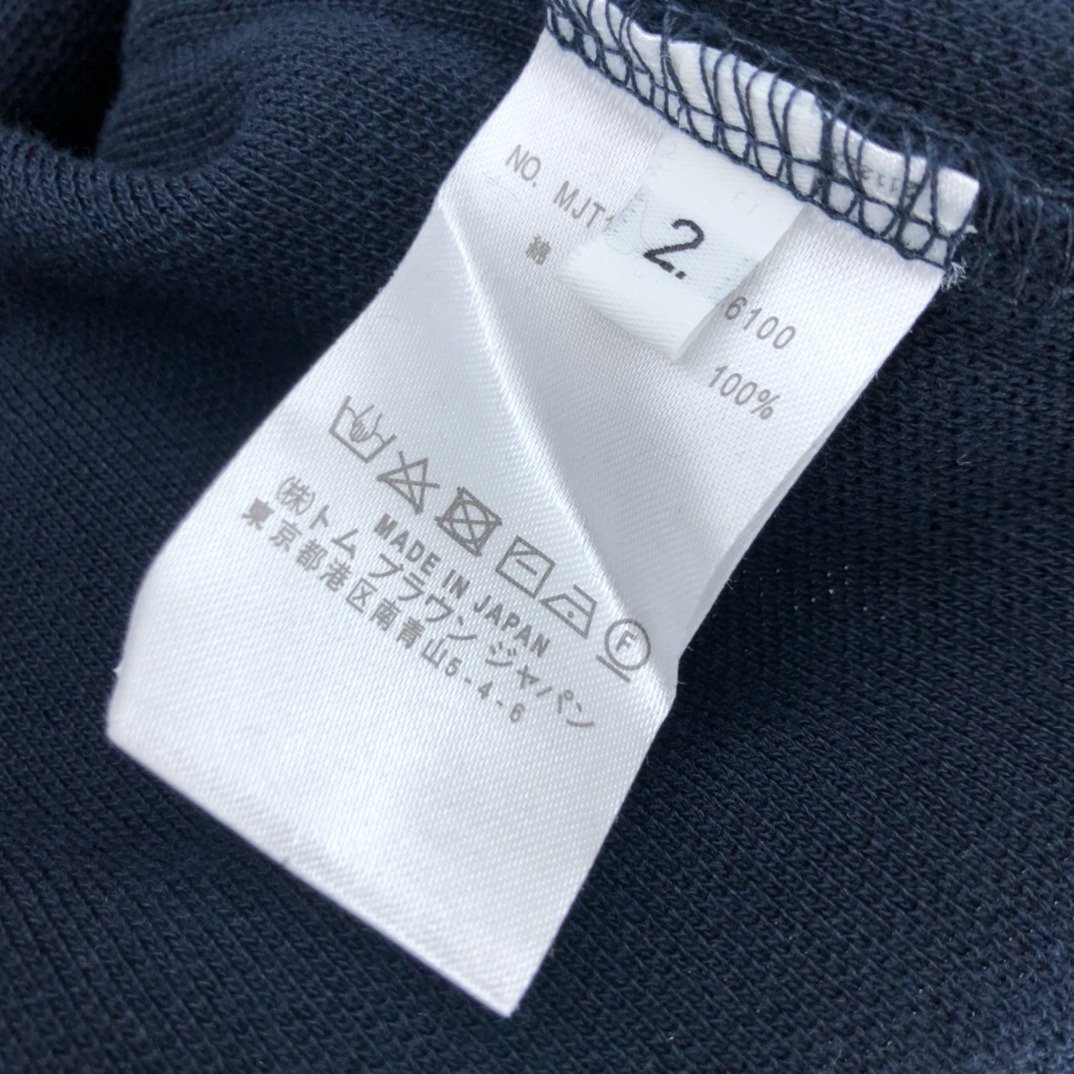 2.
NO. MJT 6100
綿 100%
F
MADE IN JAPAN
(株)トム ブラウン ジャパン
東京都港区南青山5-4-6